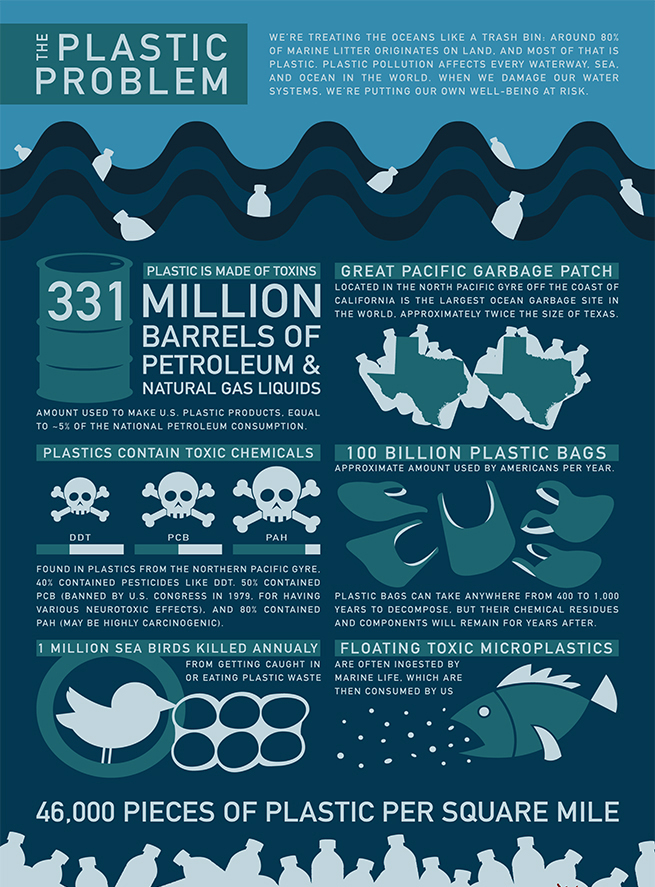 THE PLASTIC
PROBLEM
WE'RE TREATING THE OCEANS LIKE A TRASH BIN: AROUND 80%
OF MARINE LITTER ORIGINATES ON LAND, AND MOST OF THAT IS
PLASTIC. PLASTIC POLLUTION AFFECTS EVERY WATERWAY, SEA,
AND OCEAN IN THE WORLD. WHEN WE DAMAGE OUR WATER
SYSTEMS, WE'RE PUTTING OUR OWN WELL-BEING AT RISK.
PLASTIC IS MADE OF TOXINS
331 MILLION
BARRELS OF
PETROLEUM &
NATURAL GAS LIQUIDS
AMOUNT USED TO MAKE U.S. PLASTIC PRODUCTS, EQUAL
TO ~5% OF THE NATIONAL PETROLEUM CONSUMPTION.
GREAT PACIFIC GARBAGE PATCH
LOCATED IN THE NORTH PACIFIC GYRE OFF THE COAST OF
CALIFORNIA IS THE LARGEST OCEAN GARBAGE SITE IN
THE WORLD, APPROXIMATELY TWICE THE SIZE OF TEXAS.
PLASTICS CONTAIN TOXIC CHEMICALS
DDT PCB PAH
FOUND IN PLASTICS FROM THE NORTHERN PACIFIC GYRE,
40% CONTAINED PESTICIDES LIKE DDT. 50% CONTAINED
PCB (BANNED BY U.S. CONGRESS IN 1979, FOR HAVING
VARIOUS NEUROTOXIC EFFECTS), AND 80% CONTAINED
PAH (MAY BE HIGHLY CARCINOGENIC).
100 BILLION PLASTIC BAGS
APPROXIMATE AMOUNT USED BY AMERICANS PER YEAR.
PLASTIC BAGS CAN TAKE ANYWHERE FROM 400 TO 1,000
YEARS TO DECOMPOSE, BUT THEIR CHEMICAL RESIDUES
AND COMPONENTS WILL REMAIN FOR YEARS AFTER.
1 MILLION SEA BIRDS KILLED ANNUALY
FROM GETTING CAUGHT IN
OR EATING PLASTIC WASTE
FLOATING TOXIC MICROPLASTICS
ARE OFTEN INGESTED BY
MARINE LIFE, WHICH ARE
THEN CONSUMED BY US
46,000 PIECES OF PLASTIC PER SQUARE MILE